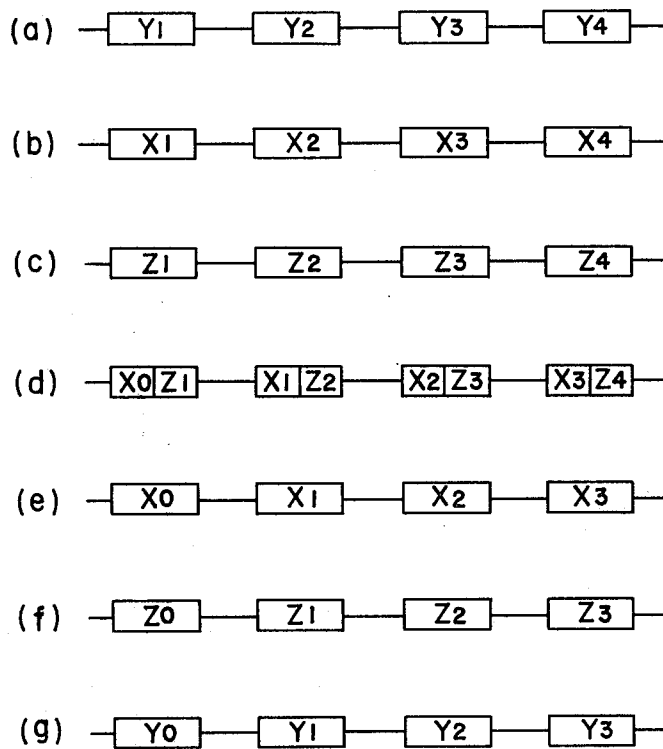 (a) Y1 Y2 Y3 Y4
(b) X1 X2 X3 X4
(c) Z1 Z2 Z3 Z4
(d) X0 Z1 X1 Z2 X2 Z3 X3 Z4
(e) X0 X1 X2 X3
(f) Z0 Z1 Z2 Z3
(g) Y0 Y1 Y2 Y3